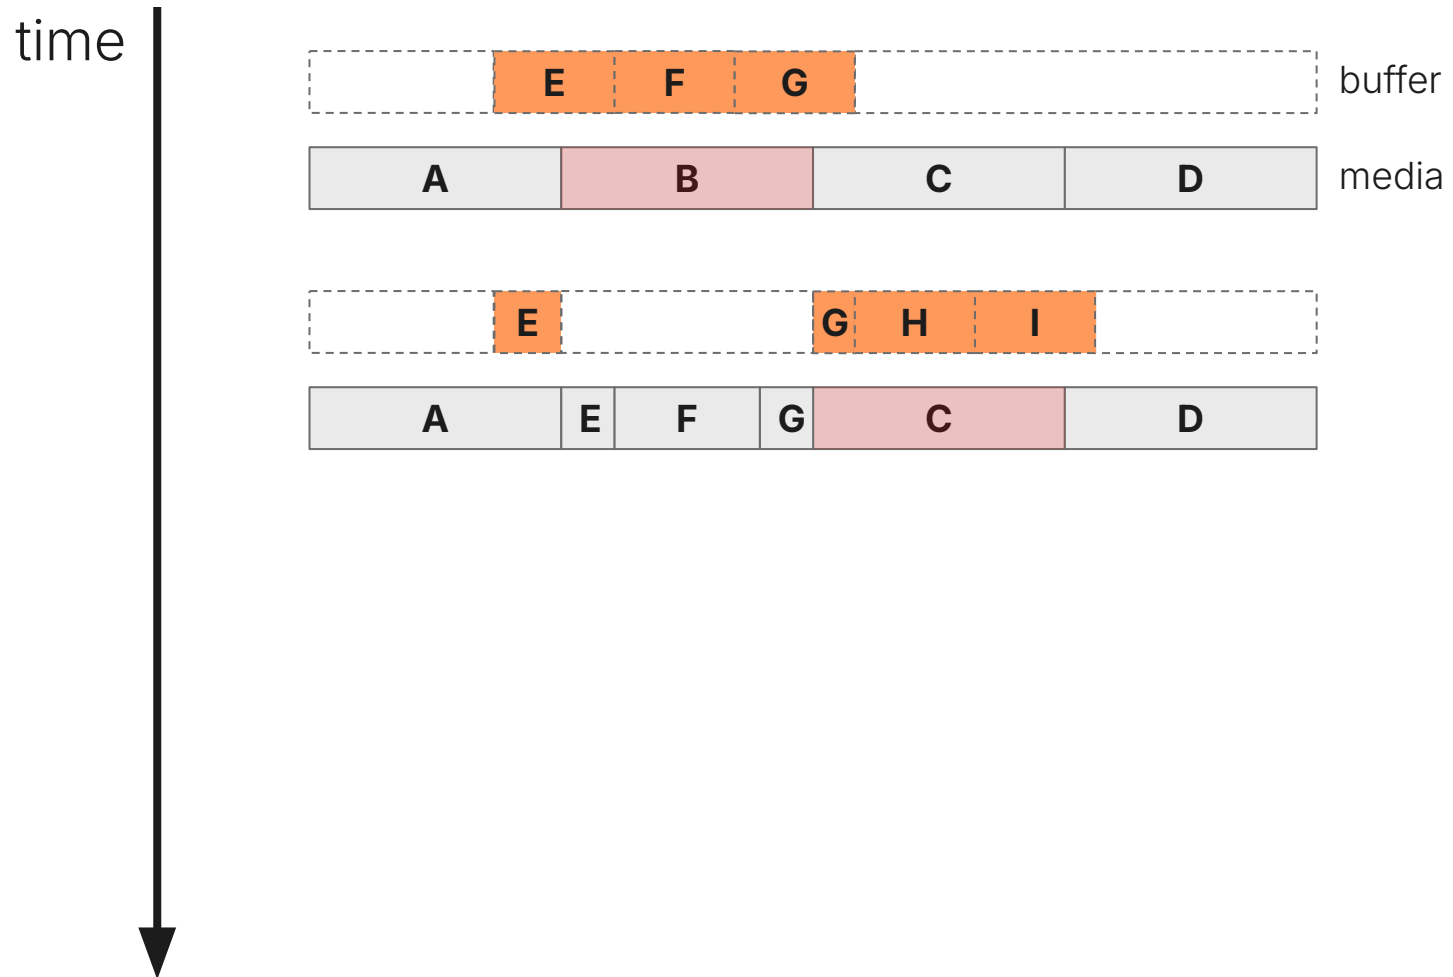 time
E F G buffer
A B C D media
E G H I
A E F G C D